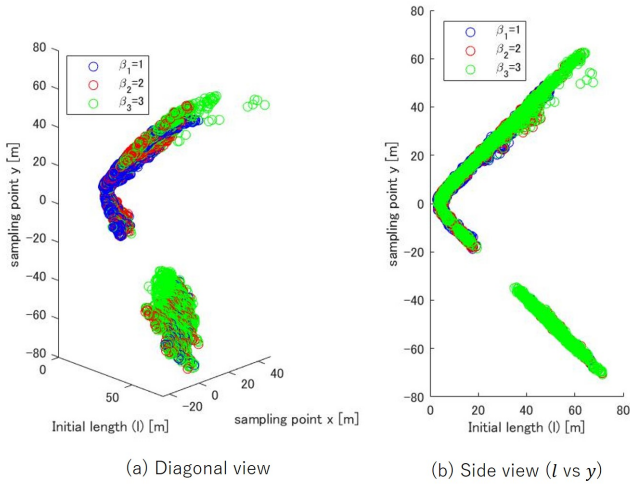 80
60
40
20
0
-20
-40
-60
-80
sampling point y [m]
β1=1
β2=2
β3=3
0
50
Initial length (l) [m]
-20
0
20
40
sampling point x [m]
(a) Diagonal view
80
60
40
20
0
-20
-40
-60
-80
sampling point y [m]
β1=1
β2=2
β3=3
0
20
40
60
80
Initial length (l) [m]
(b) Side view (l vs y)